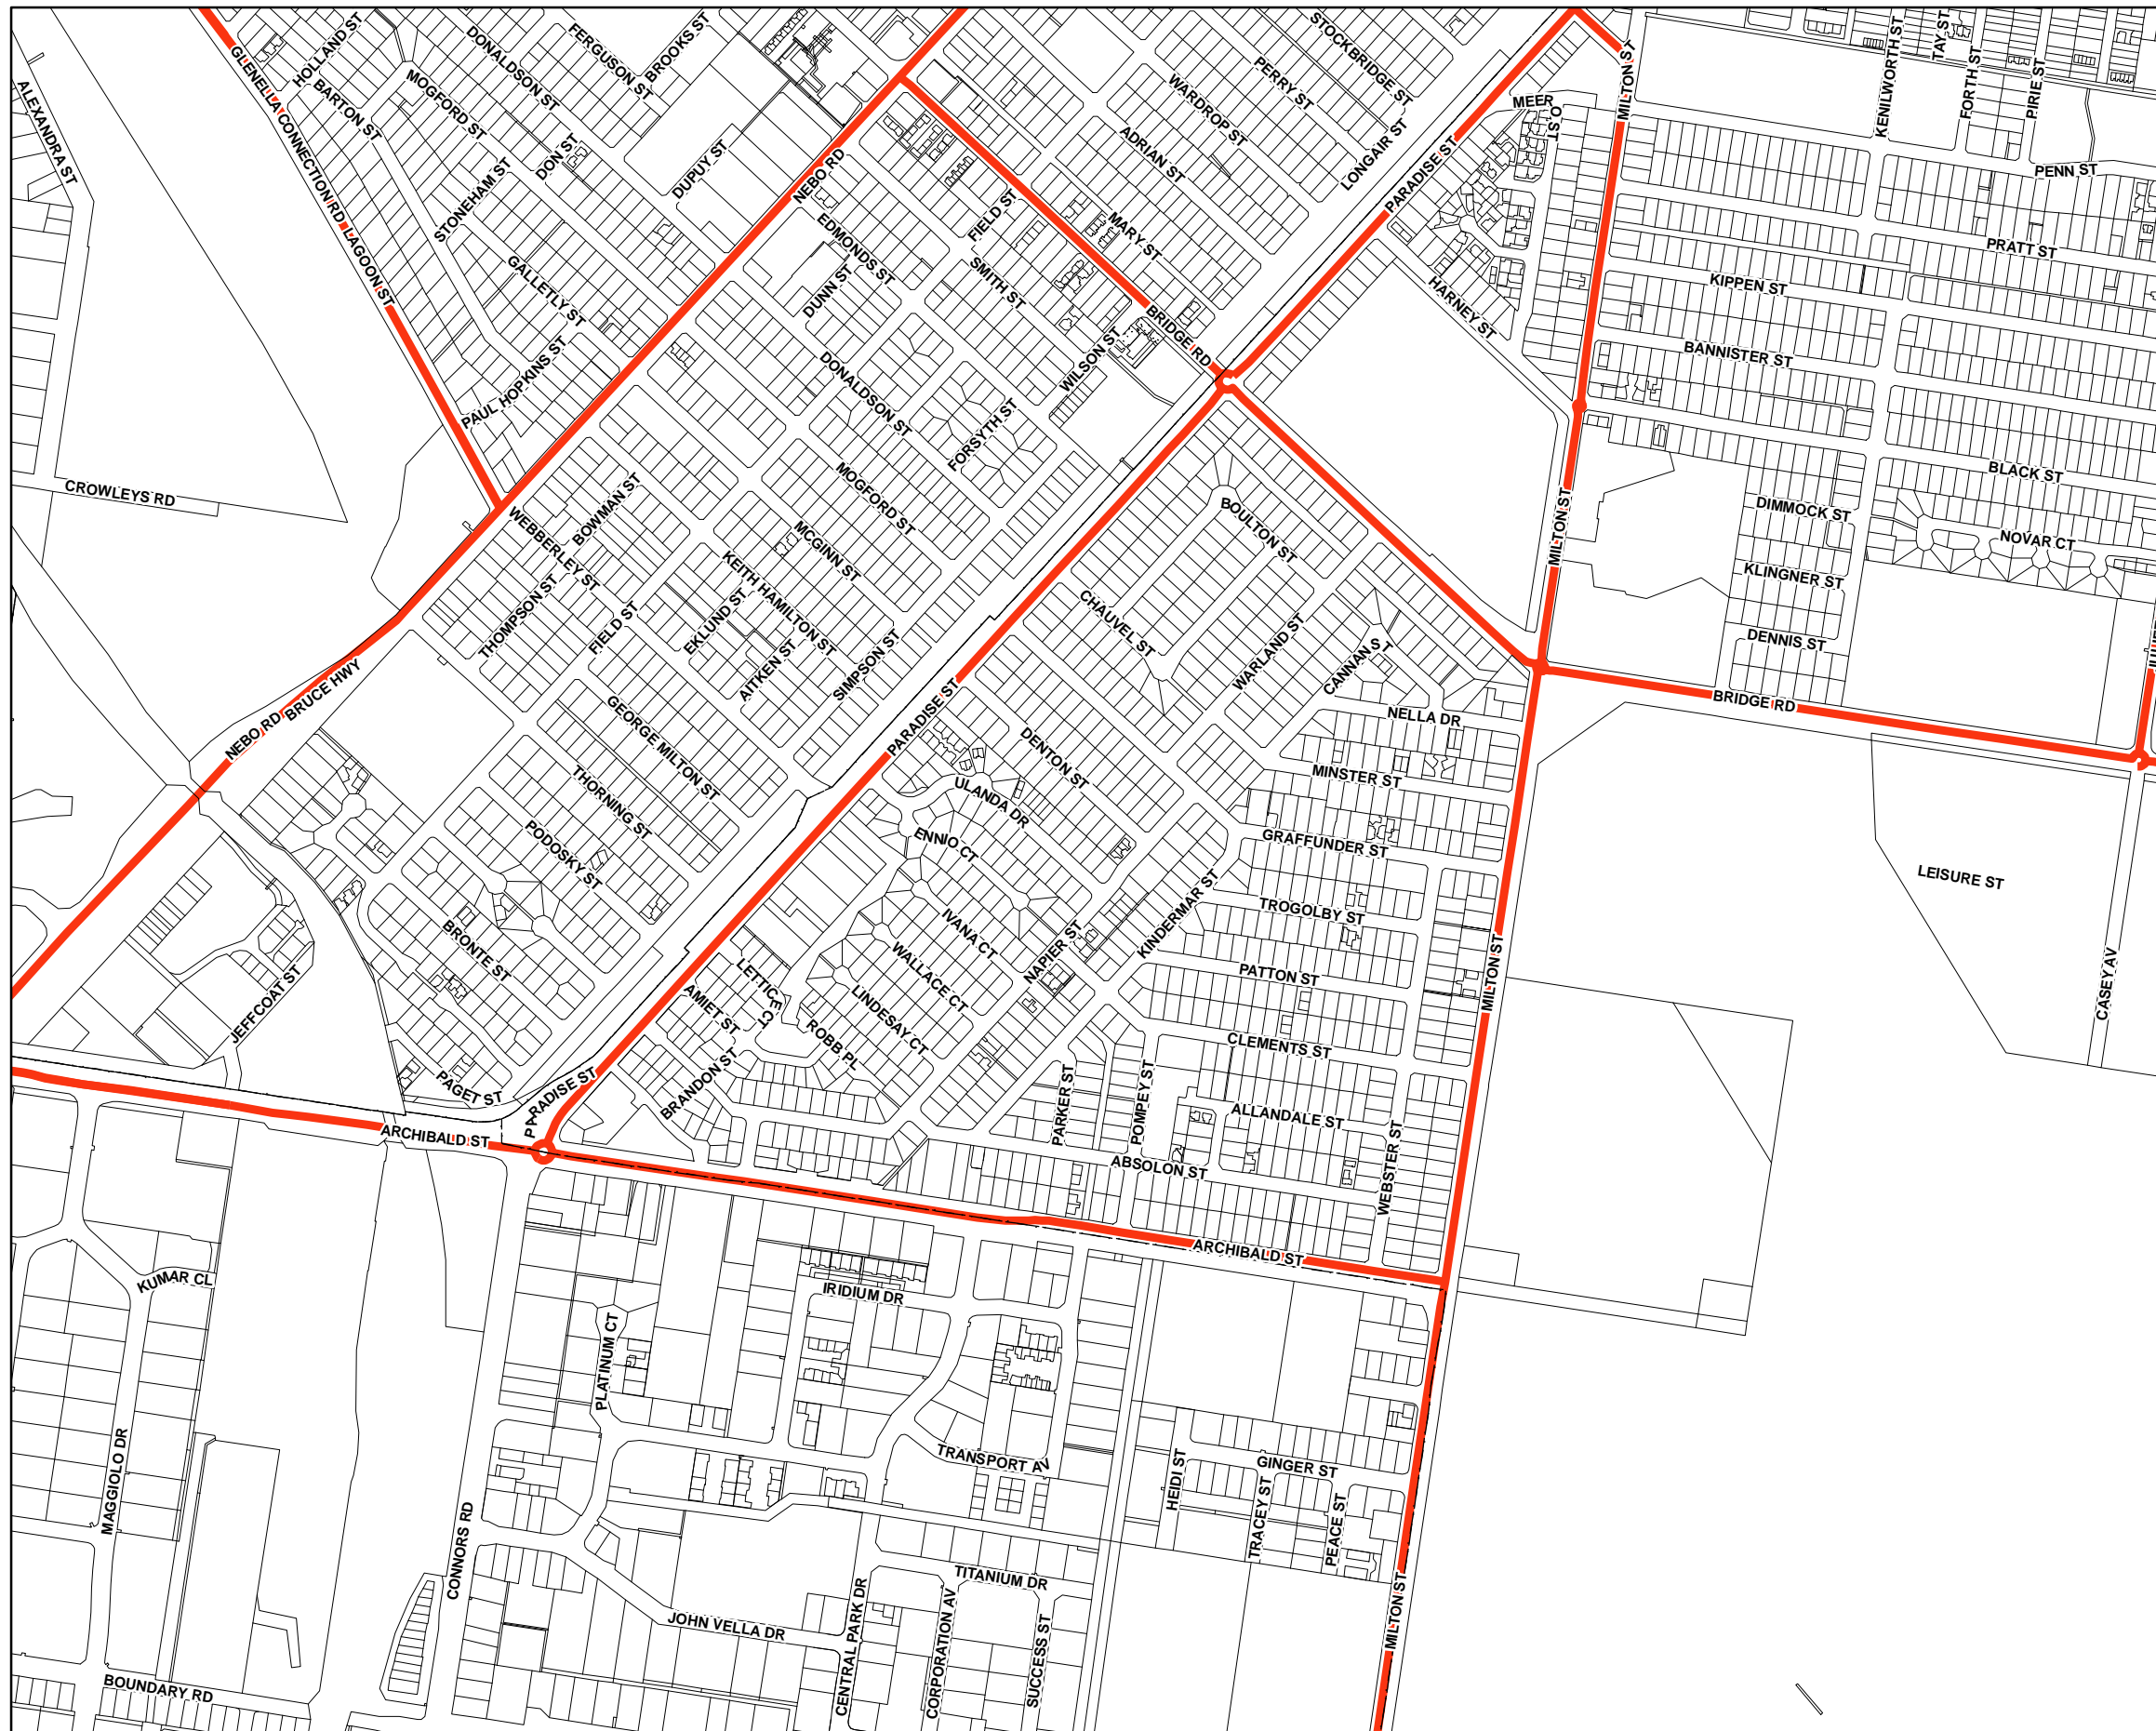 HOLLAND ST
DONALDSON ST
FERGUSON ST
BROOKS ST
STOCKBRIDGE ST
KENILWORTH ST
TAY ST
FORTH ST
PIRIE ST
GLENELLA CONNECTION RD
LAGOON ST
BARTON ST
MOGFORD ST
PERRY ST
WARDROP ST
MILTON ST
MEER
O ST
ALEXANDRA ST
STONEHAM ST
DON ST
DUPUY ST
NEBO RD
ADRIAN ST
LONGAIR ST
PARADISE ST
PENN ST
EDMONDS ST
FIELD ST
MARY ST
PRATT ST
GALLETLY ST
DUNN ST
SMITH ST
HARNEY ST
KIPPEN ST
BRIDGE RD
WILSON ST
BANNISTER ST
PAUL HOPKINS ST
DONALDSON ST
FORSYTH ST
CROWLEYS RD
BOWMAN ST
MOGFORD ST
BOULTON ST
MILTON ST
BLACK ST
DIMMOCK ST
NOVAR CT
WEBBERLEY ST
MCGINN ST
KEITH HAMILTON ST
KLINGNER ST
THOMPSON ST
FIELD ST
EKLUND ST
AITKEN ST
SIMPSON ST
CHAUVEL ST
WARLAND ST
CANNAN ST
DENNIS ST
BRIDGE RD
NEBO RD
BRUCE HWY
GEORGE MILTON ST
PARADISE ST
NELLA DR
DENTON ST
MINSTER ST
THORNING ST
ULANDA DR
PODOSKY ST
ENNIO CT
GRAFFUNDER ST
LEISURE ST
BRONTE ST
IVANA CT
WALLACE CT
NAPIER ST
KINDERMAR ST
TROGOLBY ST
PATTON ST
MILTON ST
CASEY AV
JEFFCOAT ST
LETTICE CT
AMIET ST
ROBB PL
LINDESAY CT
CLEMENTS ST
PAGET ST
PARADISE ST
BRANDON ST
PARKER ST
POMPEY ST
ALLANDALE ST
ARCHIBALD ST
ABSOLON ST
WEBSTER ST
ARCHIBALD ST
KUMAR CL
IRIDIUM DR
PLATINUM CT
MAGGIOLO DR
TRANSPORT AV
HEIDI ST
GINGER ST
TRACEY ST
PEACE ST
CONNORS RD
TITANIUM DR
JOHN VELLA DR
CENTRAL PARK DR
CORPORATION AV
SUCCESS ST
MILTON ST
BOUNDARY RD